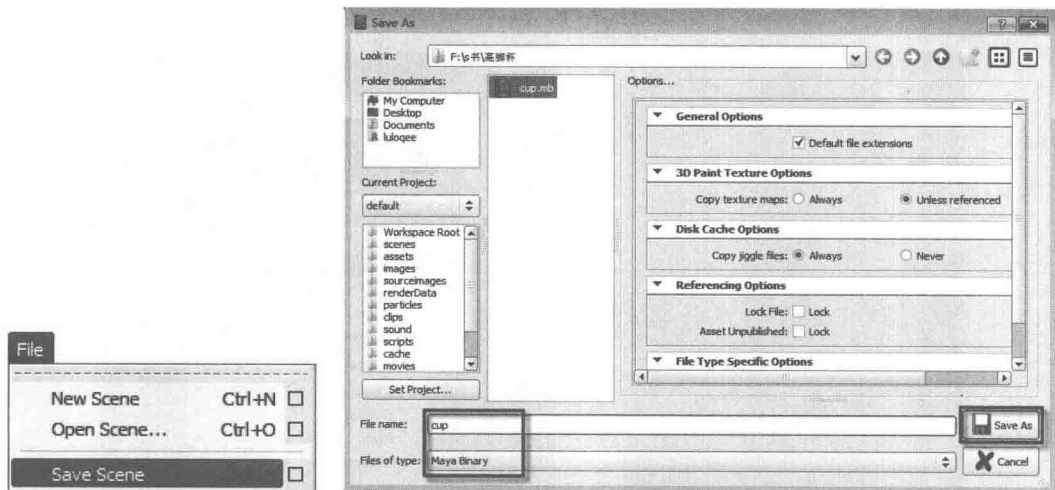 File
New Scene Ctrl+N
Open Scene... Ctrl+O
Save Scene
Save As
Look in: F:\s书\高脚杯
Folder Bookmarks:
My Computer
Desktop
Documents
luloqee
Current Project:
default
Workspace Root
scenes
assets
images
sourceimages
renderData
particles
clips
sound
scripts
cache
movies
Set Project...
cup.mb
Options...
General Options
Default file extensions
3D Paint Texture Options
Copy texture maps: Always Unless referenced
Disk Cache Options
Copy jiggle files: Always Never
Referencing Options
Lock File: Lock
Asset Unpublished: Lock
File Type Specific Options
File name: cup Save As
Files of type: Maya Binary Cancel